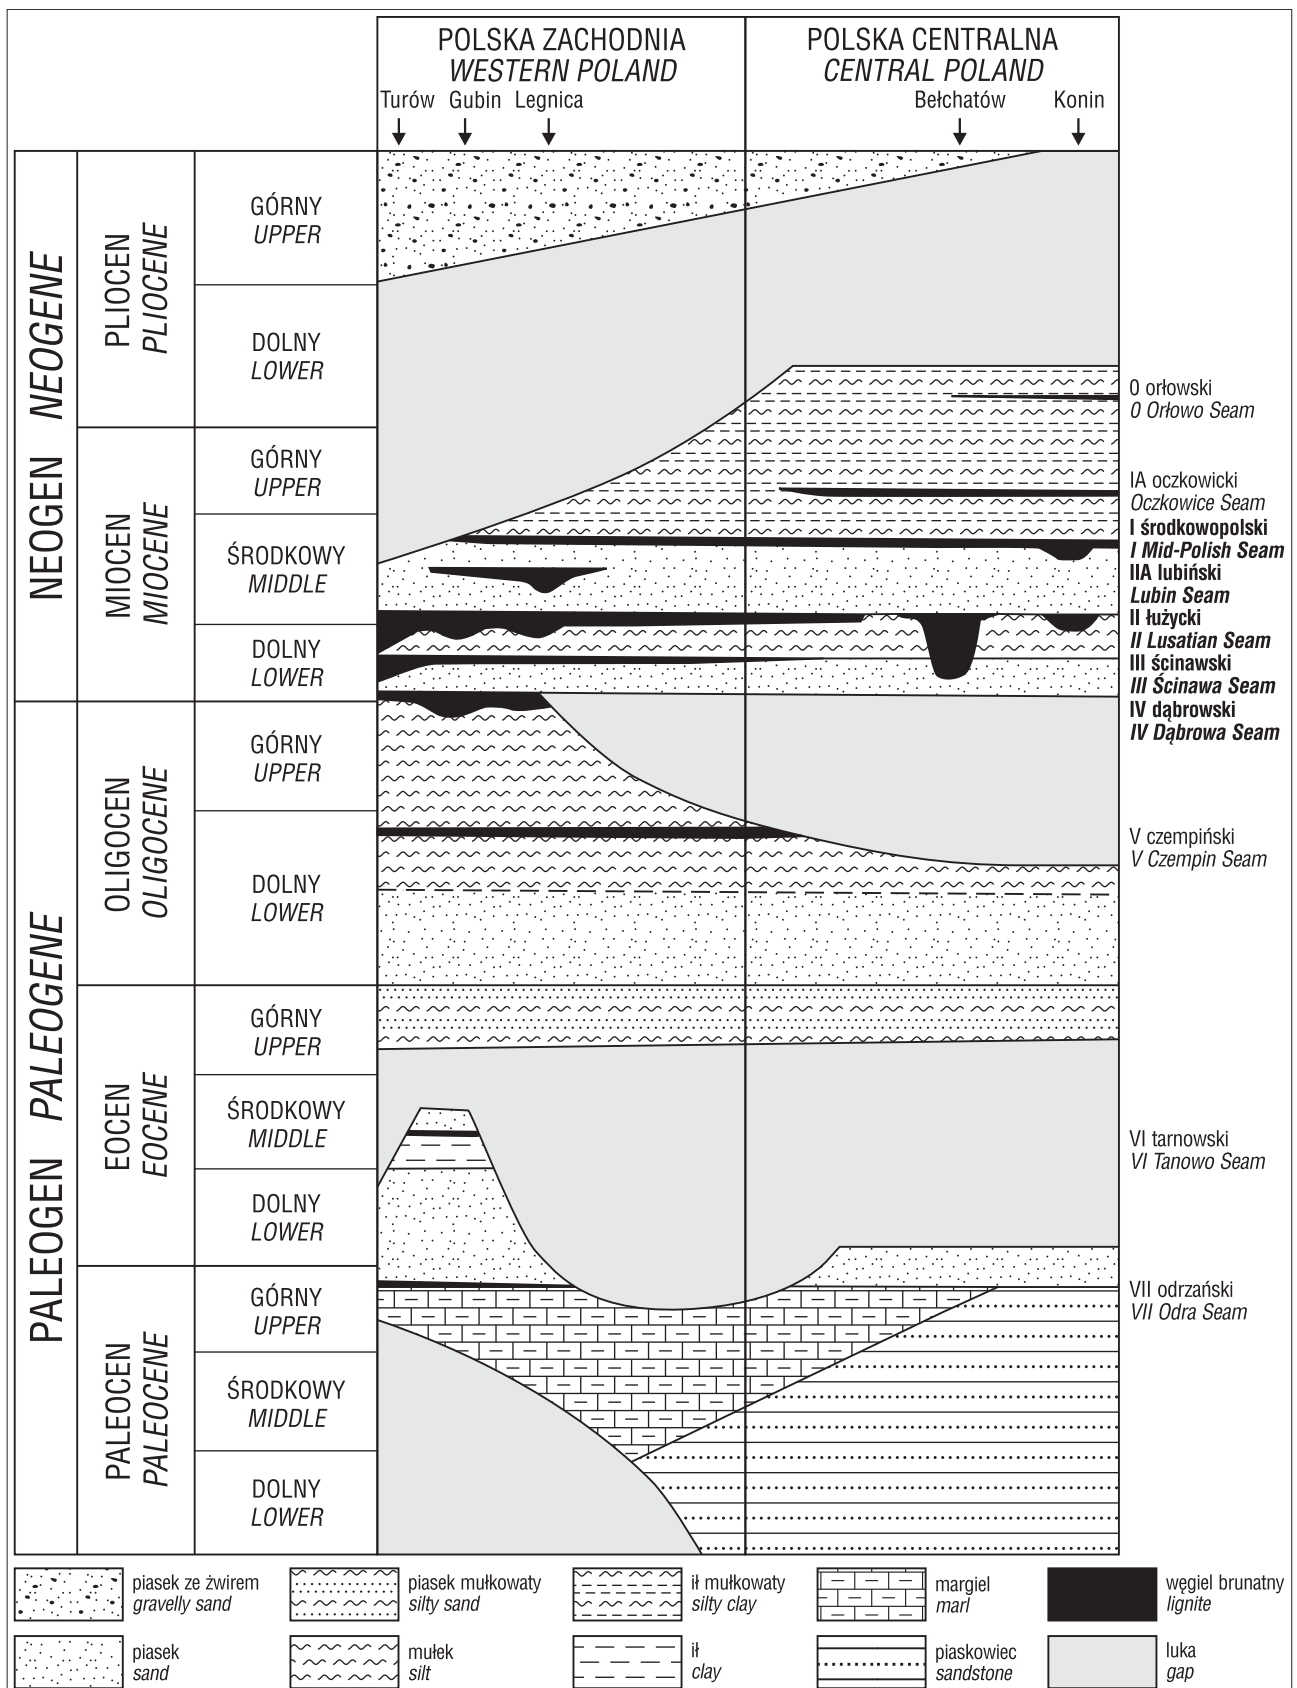 POLSKA ZACHODNIA
WESTERN POLAND
POLSKA CENTRALNA
CENTRAL POLAND
Turów
Gubin
Legnica
Bełchatów
Konin
NEOGEN NEOGENE
PLIOCEN
PLIOCENE
GÓRNY
UPPER
DOLNY
LOWER
MIOCEN
MIOCENE
GÓRNY
UPPER
ŚRODKOWY
MIDDLE
DOLNY
LOWER
PALEOGEN PALEOGENE
OLIGOCEN
OLIGOCENE
GÓRNY
UPPER
DOLNY
LOWER
EOCEN
EOCENE
GÓRNY
UPPER
ŚRODKOWY
MIDDLE
DOLNY
LOWER
PALEOCEN
PALEOCENE
GÓRNY
UPPER
ŚRODKOWY
MIDDLE
DOLNY
LOWER
0 orłowski
0 Orłowo Seam
IA oczkowicki
Oczkowice Seam
I środkowopolski
I Mid-Polish Seam
IIA lubiński
Lubin Seam
II łużycki
II Lusatian Seam
III ścinawski
III Ścinawa Seam
IV dąbrowski
IV Dąbrowa Seam
V czempiński
V Czempin Seam
VI tarnowski
VI Tanowo Seam
VII odrzański
VII Odra Seam
piasek ze żwirem
gravelly sand
piasek mułkowaty
silty sand
ił mułkowaty
silty clay
margiel
marl
węgiel brunatny
lignite
piasek
sand
mułek
silt
ił
clay
piaskowiec
sandstone
luka
gap